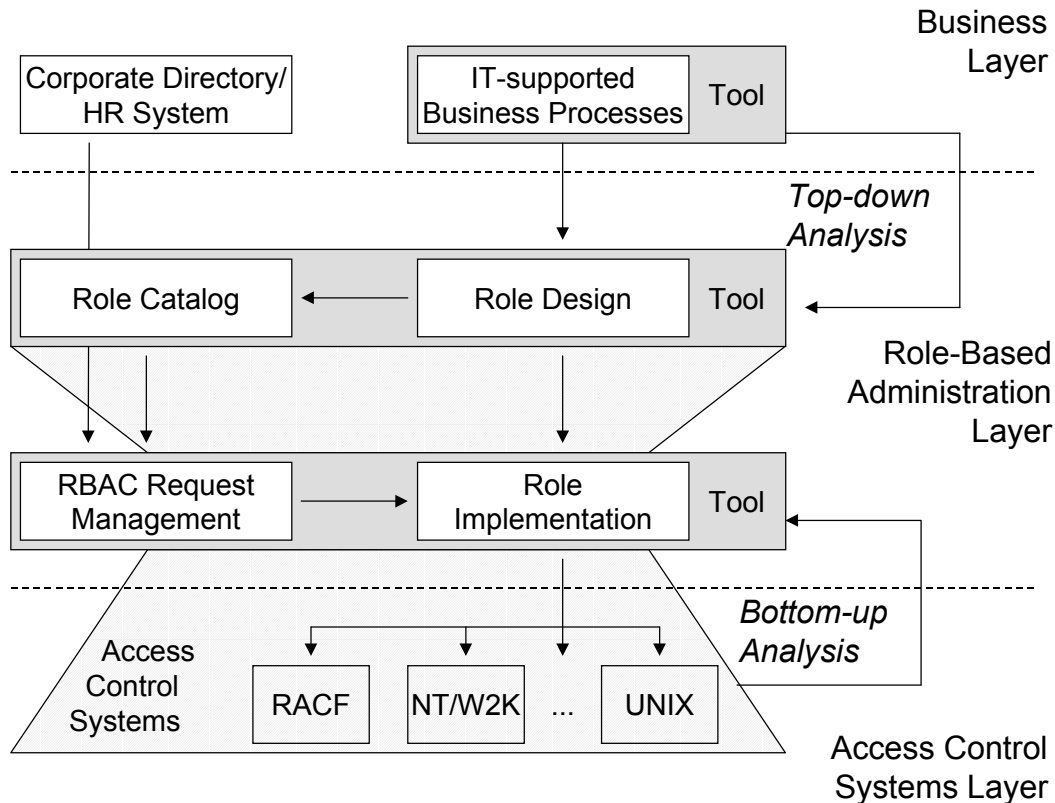 Business
Layer
Corporate Directory/
HR System
IT-supported
Business Processes
Tool
Top-down
Analysis
Role Catalog
Role Design
Tool
Role-Based
Administration
Layer
RBAC Request
Management
Role
Implementation
Tool
Bottom-up
Analysis
Access
Control
Systems
RACF
NT/W2K
...
UNIX
Access Control
Systems Layer